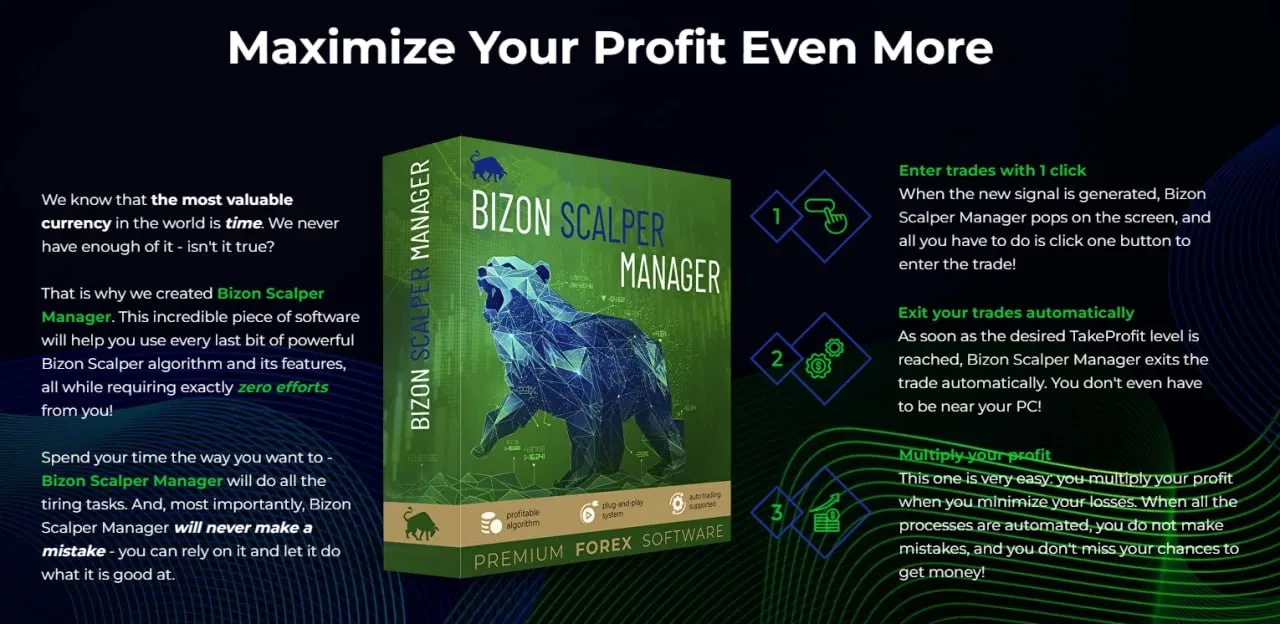 Maximize Your Profit Even More
We know that the most valuable
currency in the world is time. We never
have enough of it - isn't it true?
That is why we created Bizon Scalper
Manager. This incredible piece of software
will help you use every last bit of powerful
Bizon Scalper algorithm and its features,
all while requiring exactly zero efforts
from you!
Spend your time the way you want to -
Bizon Scalper Manager will do all the
tiring tasks. And, most importantly, Bizon
Scalper Manager will never make a
mistake - you can rely on it and let it do
what it is good at.
BIZON SCALPER MANAGER
BIZON SCALPER
MANAGER
profitable
algorithm
plug-and-play
system
auto trading
supported
PREMIUM FOREX SOFTWARE
1
Enter trades with 1 click
When the new signal is generated, Bizon
Scalper Manager pops on the screen, and
all you have to do is click one button to
enter the trade!
2
Exit your trades automatically
As soon as the desired TakeProfit level is
reached, Bizon Scalper Manager exits the
trade automatically. You don't even have
to be near your PC!
3
Multiply your profit
This one is very easy: you multiply your profit
when you minimize your losses. When all the
processes are automated, you do not make
mistakes, and you don't miss your chances to
get money!